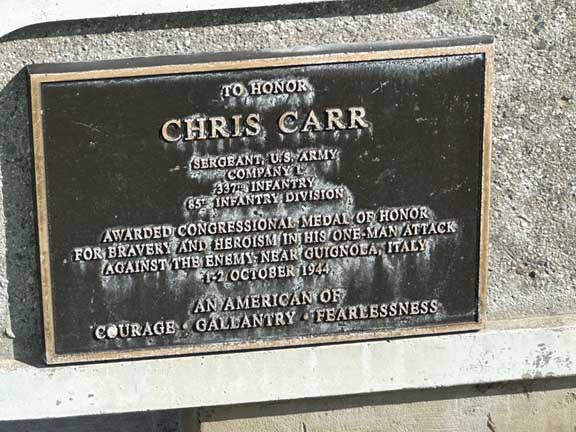 TO HONOR
CHRIS CARR
SERGEANT, U.S. ARMY
COMPANY L
337TH INFANTRY
85TH INFANTRY DIVISION
AWARDED CONGRESSIONAL MEDAL OF HONOR
FOR BRAVERY AND HEROISM IN HIS ONE-MAN ATTACK
AGAINST THE ENEMY, NEAR GUIGNOLA, ITALY
1-2 OCTOBER 1944
AN AMERICAN OF
COURAGE · GALLANTRY · FEARLESSNESS